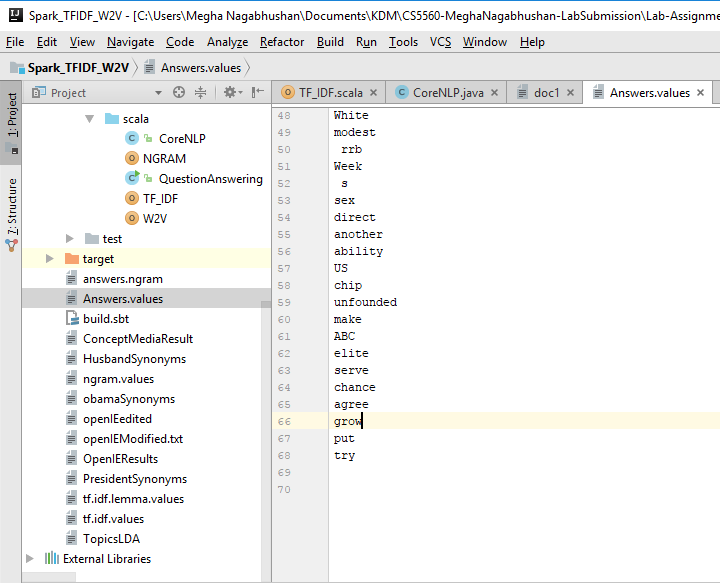 Spark_TFIDF_W2V - [C:\Users\Megha Nagabhushan\Documents\KDM\CS5560-MeghaNagabhushan-LabSubmission\Lab-Assignme
File Edit View Navigate Code Analyze Refactor Build Run Tools VCS Window Help
Spark_TFIDF_W2V Answers.values
Project TF_IDF.scala CoreNLP.java doc1 Answers.values
1: Project
7: Structure
scala
CoreNLP
NGRAM
QuestionAnswering
TF_IDF
W2V
test
target
answers.ngram
Answers.values
build.sbt
ConceptMediaResult
HusbandSynonyms
ngram.values
obamaSynonyms
openIEedited
openIEModified.txt
OpenIEResults
PresidentSynonyms
tf.idf.lemma.values
tf.idf.values
TopicsLDA
External Libraries
48 White
49 modest
50 rrb
51 Week
52 s
53 sex
54 direct
55 another
56 ability
57 US
58 chip
59 unfounded
60 make
61 ABC
62 elite
63 serve
64 chance
65 agree
66 grow
67 put
68 try
69
70